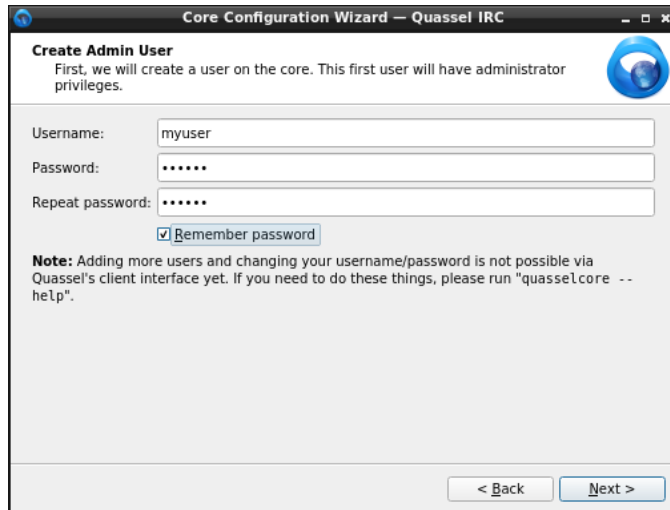 Core Configuration Wizard — Quassel IRC
Create Admin User
First, we will create a user on the core. This first user will have administrator
privileges.
Username:
myuser
Password:
••••••
Repeat password:
••••••
Remember password
Note: Adding more users and changing your username/password is not possible via
Quassel's client interface yet. If you need to do these things, please run "quasselcore --
help".
< Back
Next >